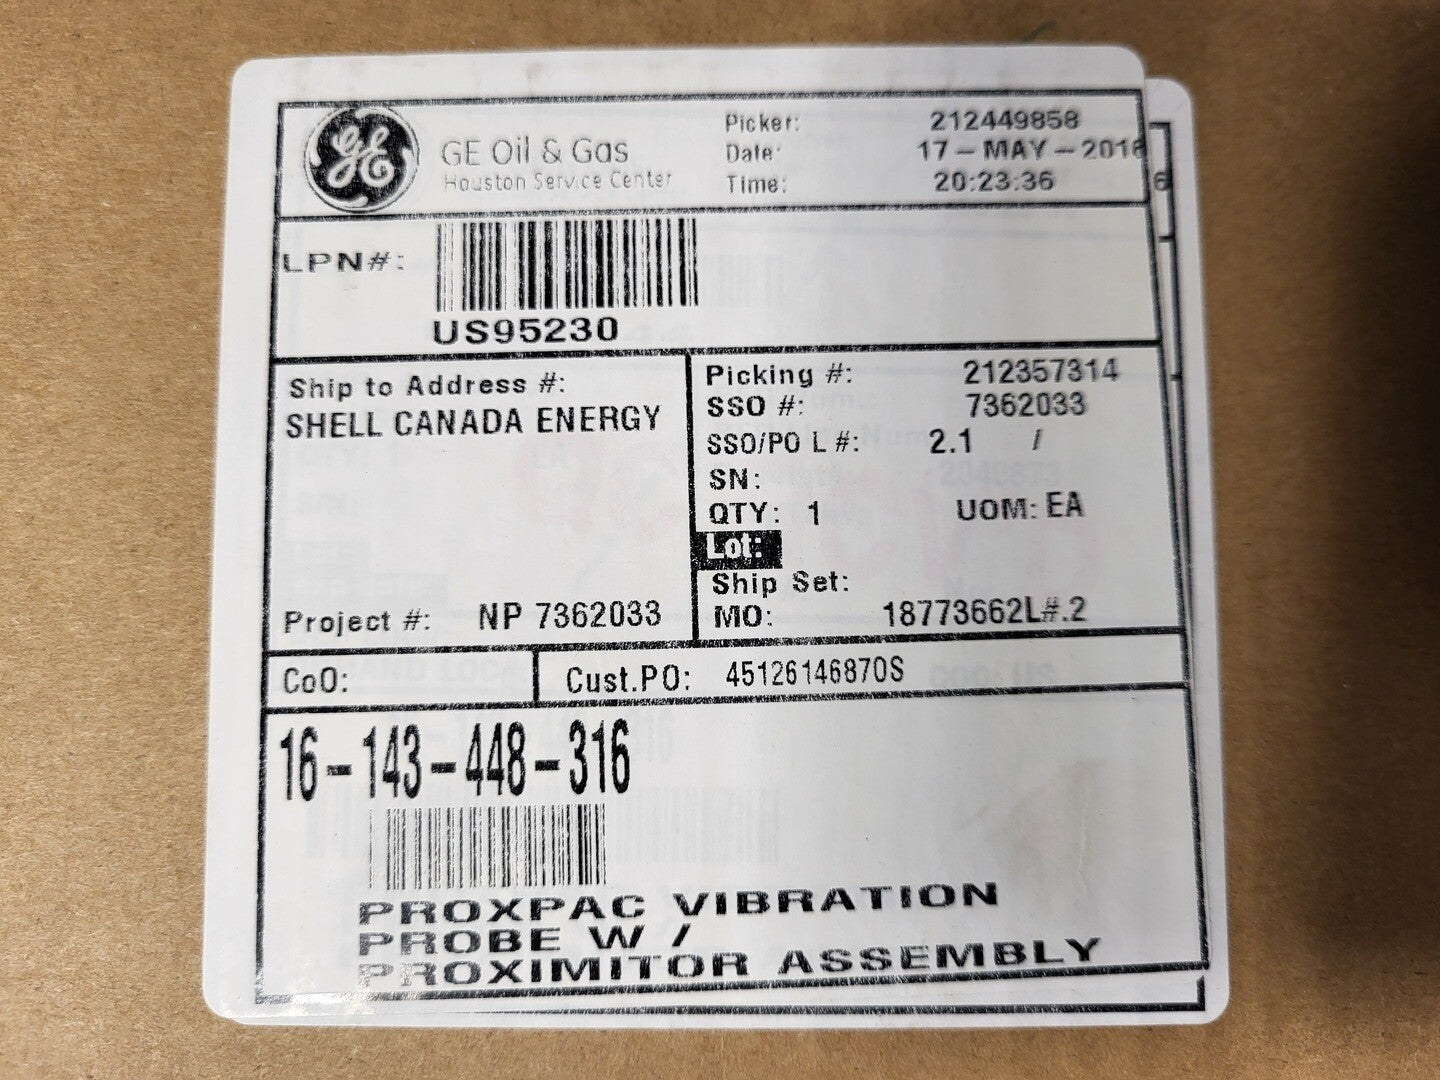 GE
GE Oil & Gas
Houston Service Center
Picker: 212449858
Date: 17-MAY-2016
Time: 20:23:36
6
LPN#:
US95230
Ship to Address #:
SHELL CANADA ENERGY
Project #: NP 7362033
Picking #: 212357314
SSO #: 7362033
SSO/PO L#: 2.1 /
SN:
QTY: 1 UOM: EA
Lot:
Ship Set:
MO: 18773662L#.2
CoO:
Cust.PO: 4512614687OS
16-143-448-316
PROXPAC VIBRATION
PROBE W/
PROXIMITOR ASSEMBLY